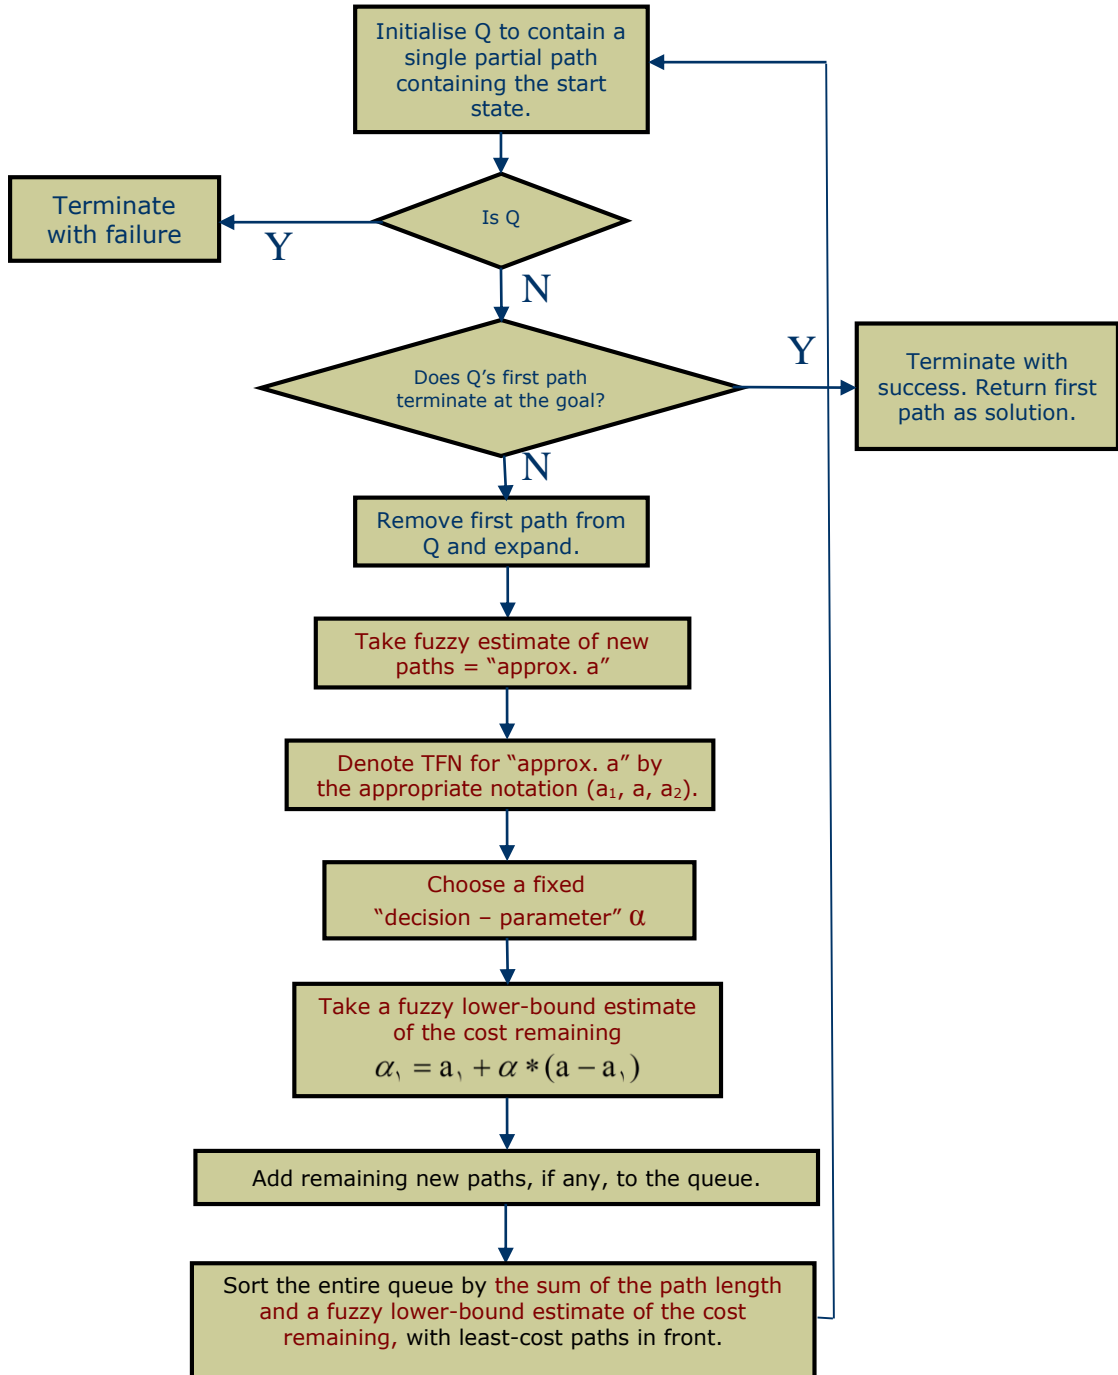 Initialise Q to contain a
single partial path
containing the start
state.
Terminate
with failure
Y
Is Q
N
Does Q’s first path
terminate at the goal?
Y
Terminate with
success. Return first
path as solution.
N
Remove first path from
Q and expand.
Take fuzzy estimate of new
paths = “approx. a”
Denote TFN for “approx. a” by
the appropriate notation (a₁, a, a₂).
Choose a fixed
“decision – parameter” α
Take a fuzzy lower-bound estimate
of the cost remaining
α١ = a١ + α * (a − a١)
Add remaining new paths, if any, to the queue.
Sort the entire queue by the sum of the path length
and a fuzzy lower-bound estimate of the cost
remaining, with least-cost paths in front.